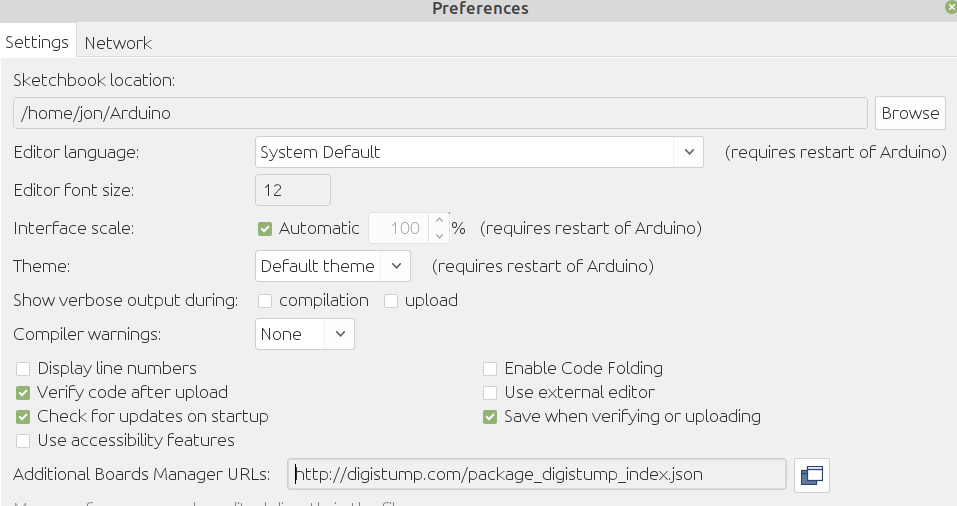 Preferences
Settings Network
Sketchbook location:
/home/jon/Arduino Browse
Editor language: System Default (requires restart of Arduino)
Editor font size: 12
Interface scale: Automatic 100 % (requires restart of Arduino)
Theme: Default theme (requires restart of Arduino)
Show verbose output during: compilation upload
Compiler warnings: None
Display line numbers Enable Code Folding
Verify code after upload Use external editor
Check for updates on startup Save when verifying or uploading
Use accessibility features
Additional Boards Manager URLs: http://digistump.com/package_digistump_index.json